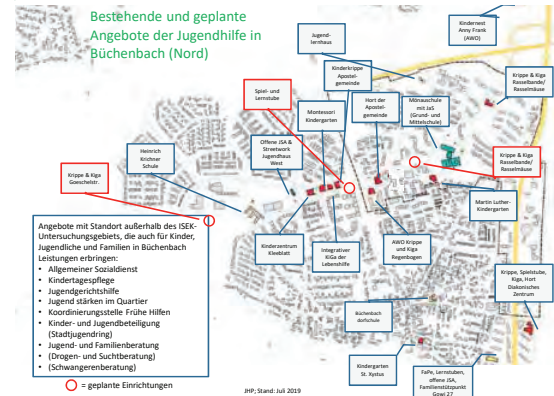 Bestehende und geplante
Angebote der Jugendhilfe in
Büchenbach (Nord)
Kindernest
Anny Frank
(AWO)
Jugend-
lernhaus
Kinderkrippe
Apostel-
gemeinde
Spiel- und
Lernstube
Montessori
Kindergarten
Hort der
Apostel-
gemeinde
Mönauschule
mit JaS
(Grund- und
Mittelschule)
Krippe & Kiga
Rasselbande/
Rasselmäuse
Offene JSA &
Streetwork
Jugendhaus
West
Heinrich
Kirchner
Schule
Krippe & Kiga
Goeschelstr.
Krippe & Kiga
Rasselbande/
Rasselmäuse
Martin Luther-
Kindergarten
Kinderzentrum
Kleeblatt
Integrativer
KiGa der
Lebenshilfe
AWO Krippe
und Kiga
Regenbogen
Angebote mit Standort außerhalb des ISEK-
Untersuchungsgebiets, die auch für Kinder,
Jugendliche und Familien in Büchenbach
Leistungen erbringen:
• Allgemeiner Sozialdienst
• Kindertagespflege
• Jugendgerichtshilfe
• Jugend stärken im Quartier
• Koordinierungsstelle Frühe Hilfen
• Kinder- und Jugendbeteiligung
(Stadtjugendring)
• Jugend- und Familienberatung
• (Drogen- und Suchtberatung)
• (Schwangerenberatung)
Krippe, Spielstube,
Kiga, Hort
Diakonisches
Zentrum
Büchenbach
dorfschule
Kindergarten
St. Xystus
FaPe, Lernstuben,
offene JSA,
Familienstützpunkt
Gowi 27
= geplante Einrichtungen
JHP; Stand: Juli 2019